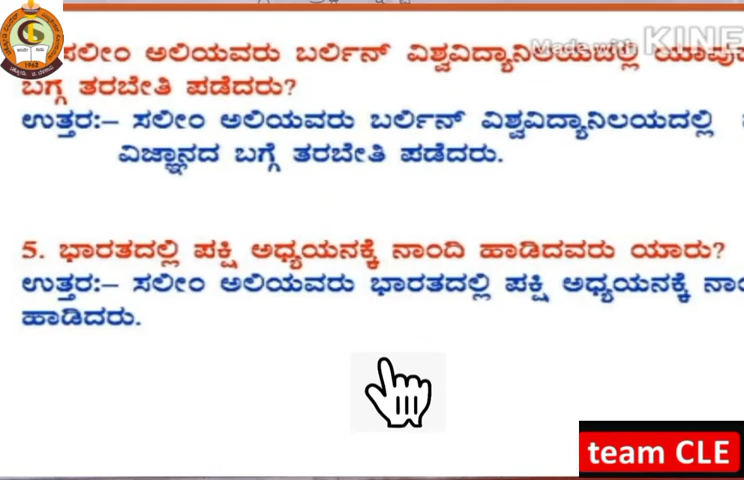 ಸಲೀಂ ಅಲಿಯವರು ಬರ್ಲಿನ್ ವಿಶ್ವವಿದ್ಯಾನಿಲಯದಲ್ಲಿ
Made with KINE
ಬಗ್ಗೆ ತರಬೇತಿ ಪಡೆದರು?
ಉತ್ತರ:– ಸಲೀಂ ಅಲಿಯವರು ಬರ್ಲಿನ್ ವಿಶ್ವವಿದ್ಯಾನಿಲಯದಲ್ಲಿ
ವಿಜ್ಞಾನದ ಬಗ್ಗೆ ತರಬೇತಿ ಪಡೆದರು.
5. ಭಾರತದಲ್ಲಿ ಪಕ್ಷಿ ಅಧ್ಯಯನಕ್ಕೆ ನಾಂದಿ ಹಾಡಿದವರು ಯಾರು?
ಉತ್ತರ:– ಸಲೀಂ ಅಲಿಯವರು ಭಾರತದಲ್ಲಿ ಪಕ್ಷಿ ಅಧ್ಯಯನಕ್ಕೆ
ಹಾಡಿದರು.
team CLE
1962